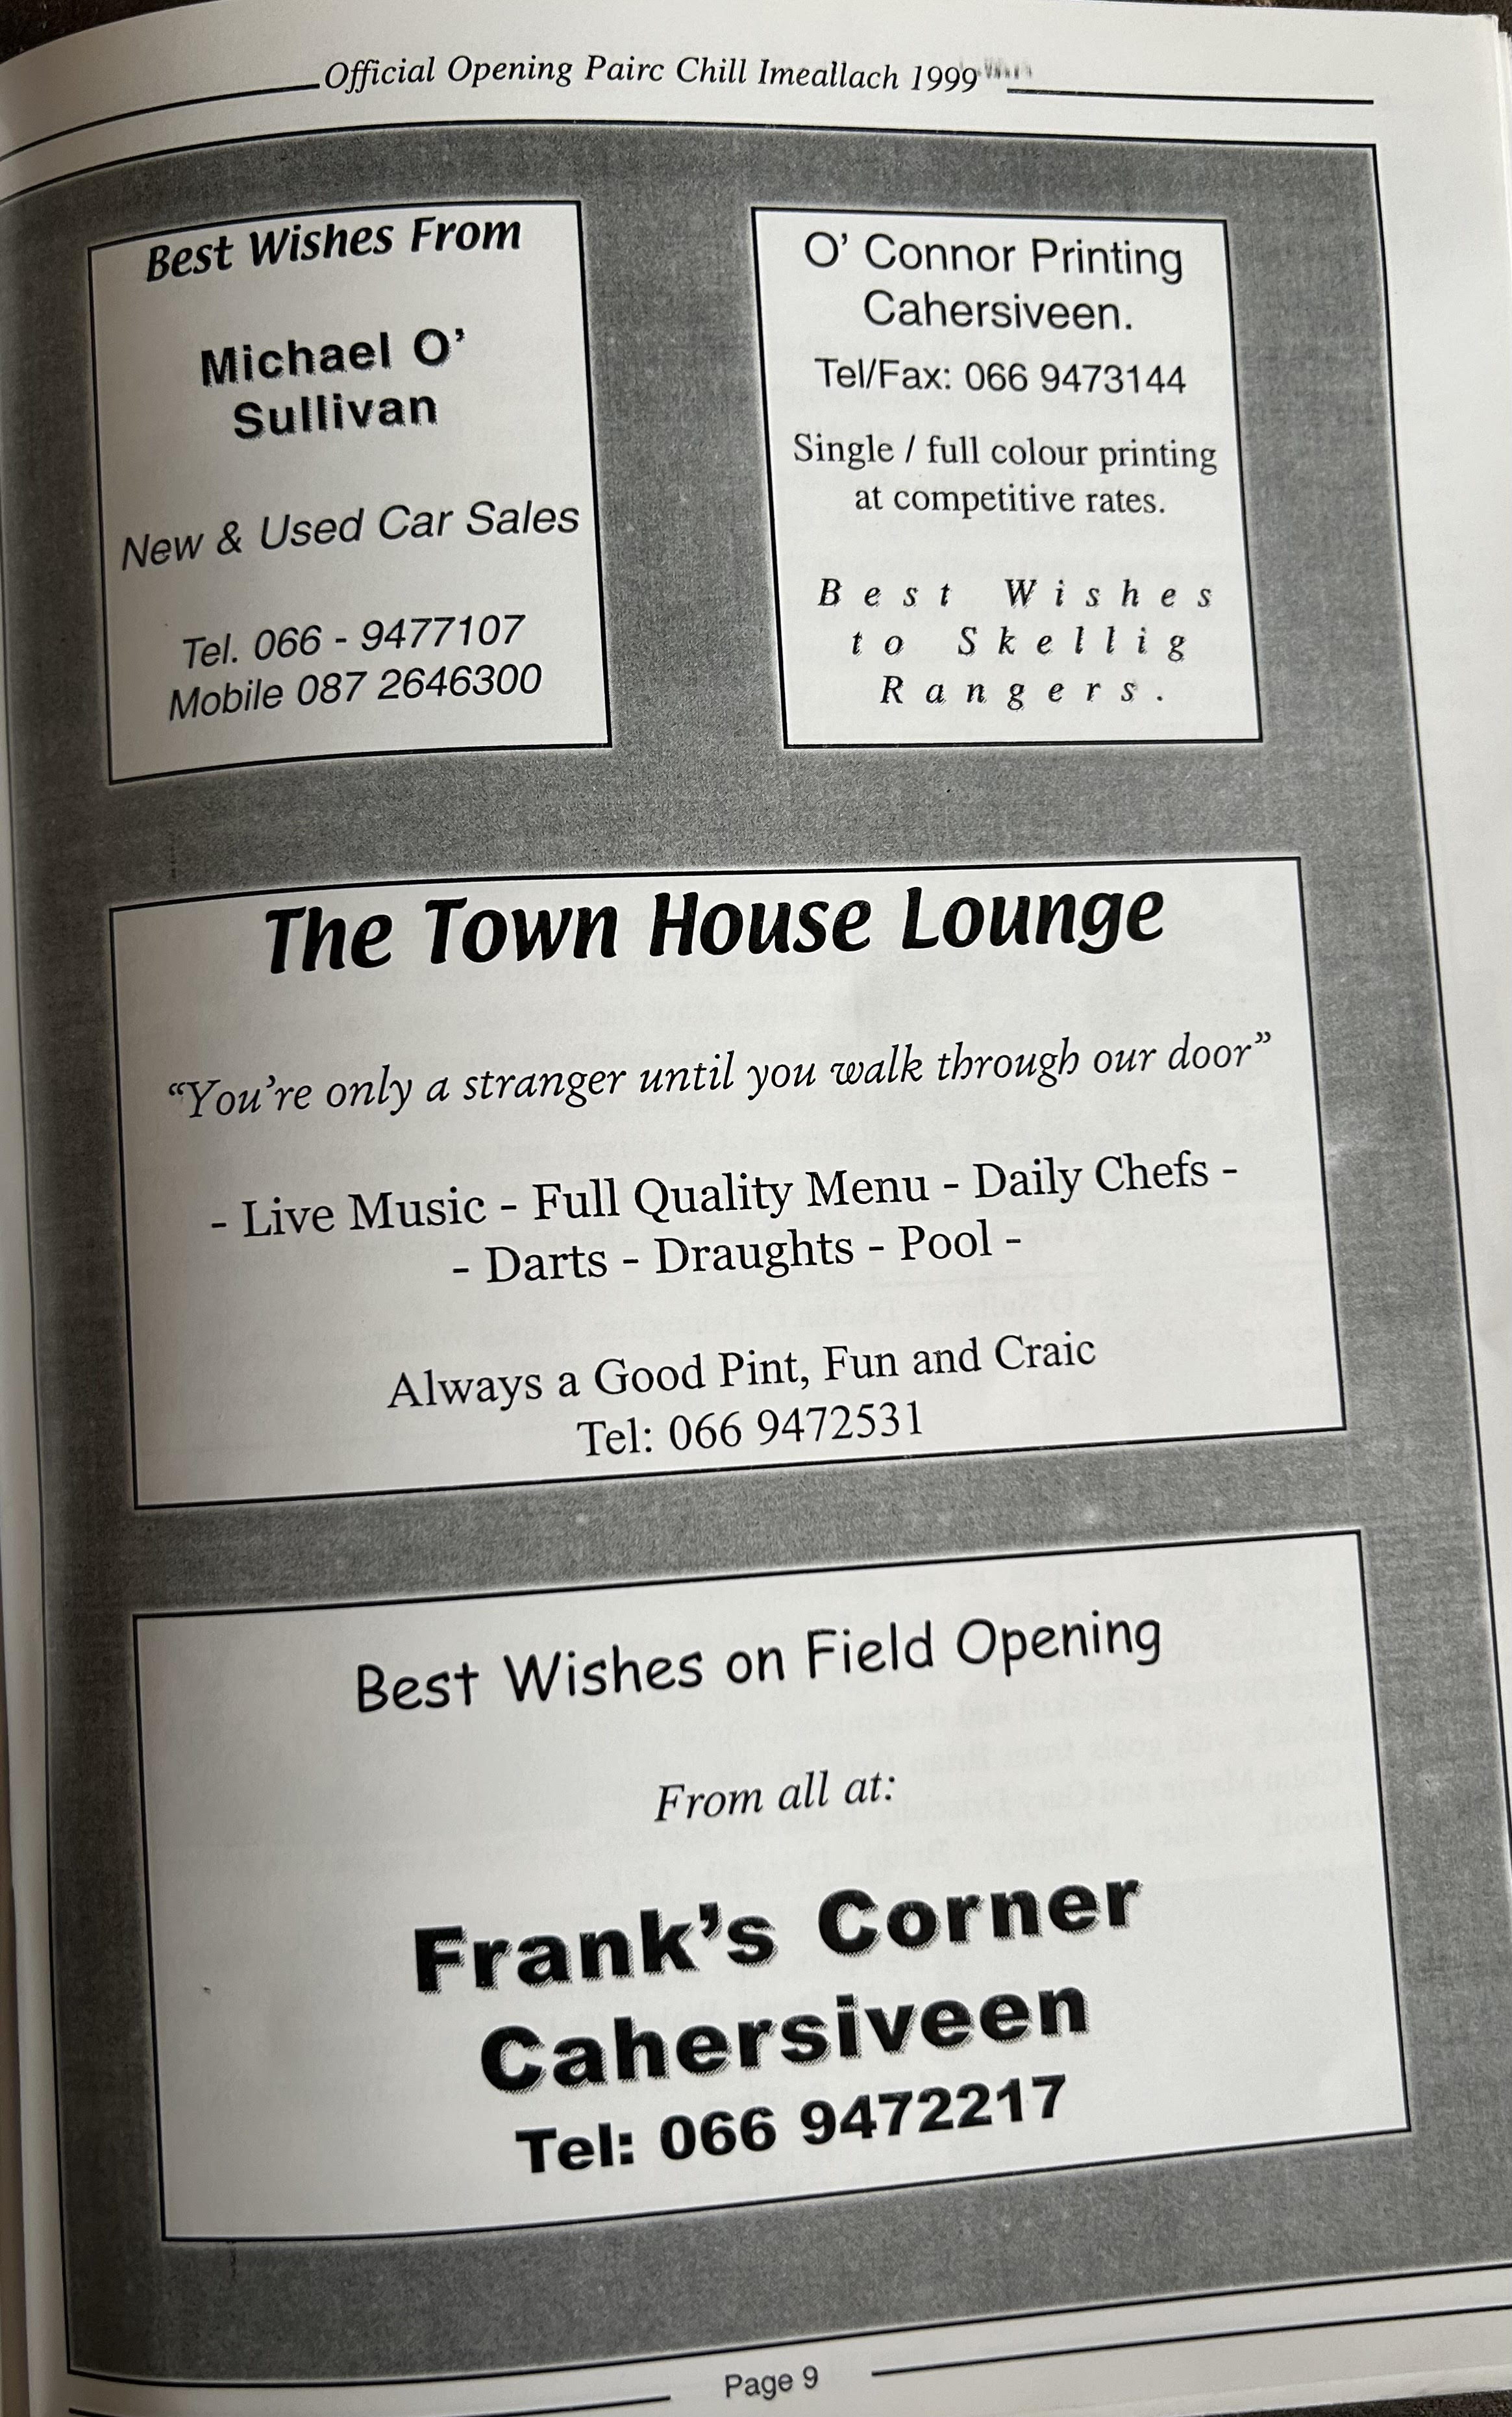 Official Opening Pairc Chill Imeallach 1999
Best Wishes From
Michael O'
Sullivan
New & Used Car Sales
Tel. 066 - 9477107
Mobile 087 2646300
O' Connor Printing
Cahersiveen.
Tel/Fax: 066 9473144
Single / full colour printing
at competitive rates.
Best Wishes
to Skellig
Rangers.
The Town House Lounge
“You're only a stranger until you walk through our door”
- Live Music - Full Quality Menu - Daily Chefs -
- Darts - Draughts - Pool -
Always a Good Pint, Fun and Craic
Tel: 066 9472531
Best Wishes on Field Opening
From all at:
Frank's Corner
Cahersiveen
Tel: 066 9472217
Page 9